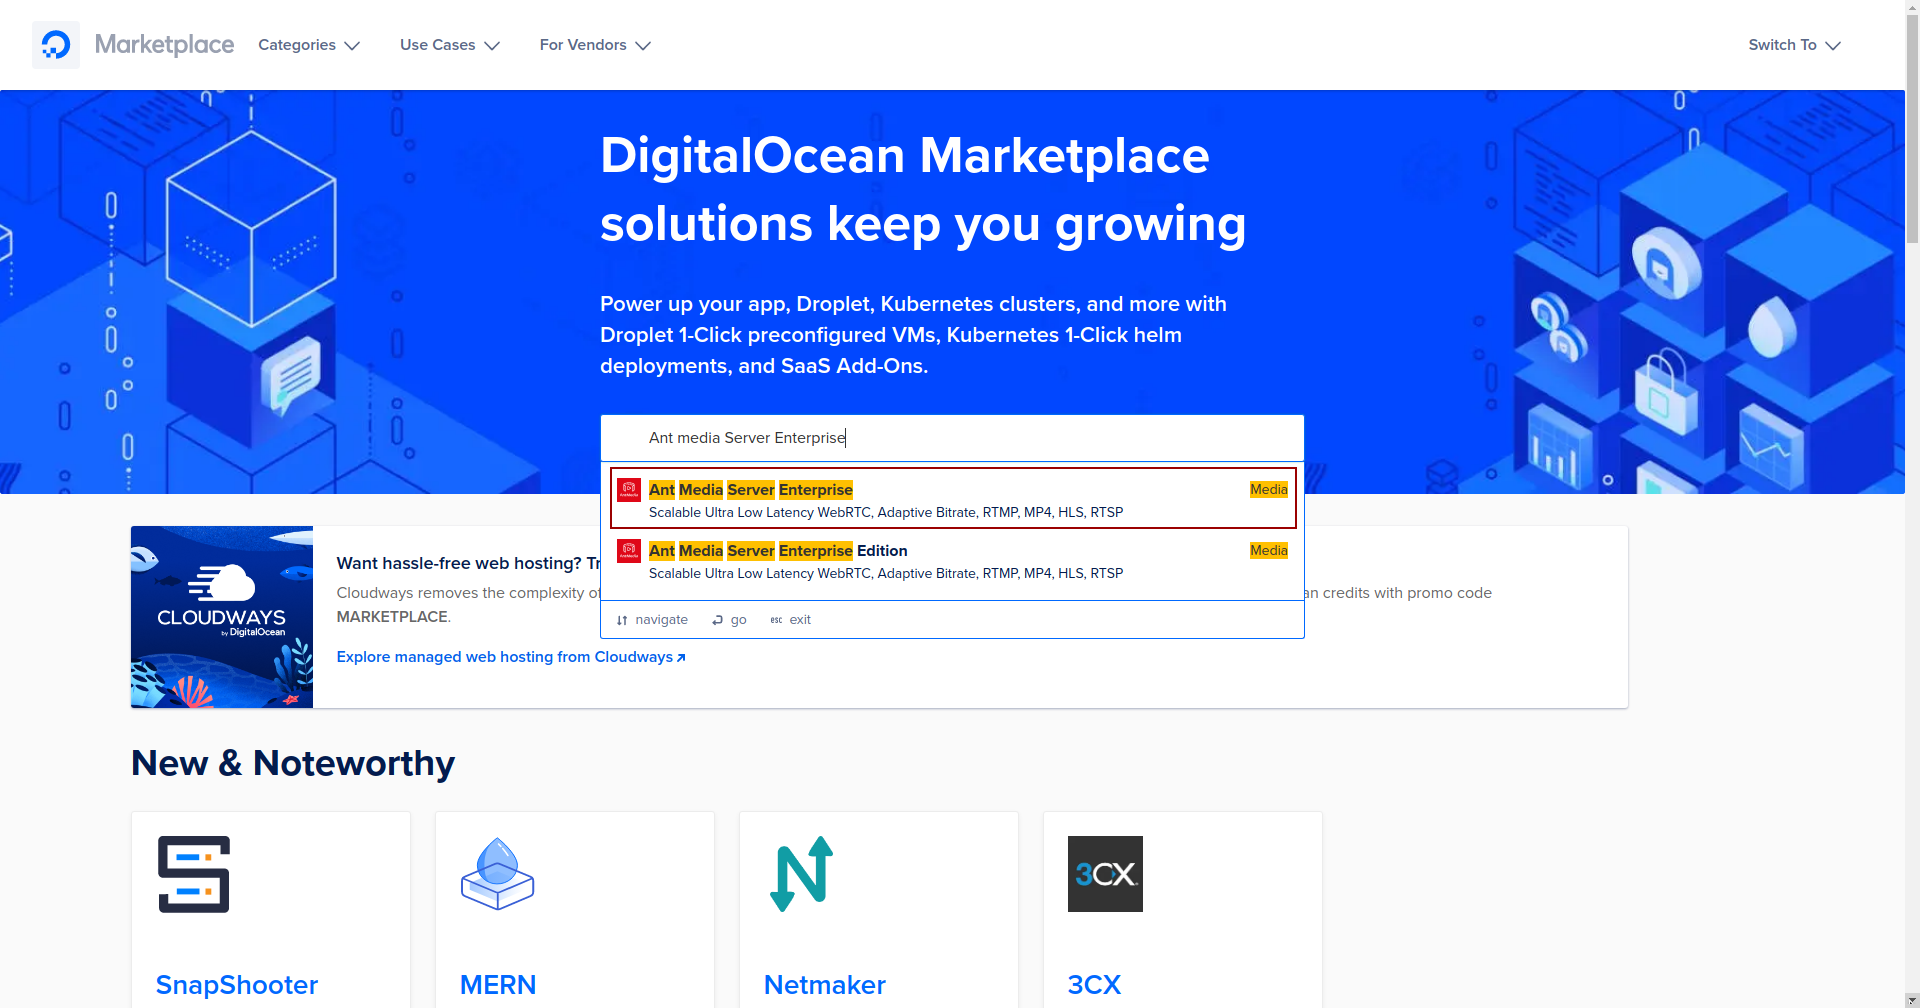 Marketplace
Categories
Use Cases
For Vendors
Switch To
DigitalOcean Marketplace
solutions keep you growing
Power up your app, Droplet, Kubernetes clusters, and more with
Droplet 1-Click preconfigured VMs, Kubernetes 1-Click helm
deployments, and SaaS Add-Ons.
Ant media Server Enterprise
Ant Media Server Enterprise
Media
Scalable Ultra Low Latency WebRTC, Adaptive Bitrate, RTMP, MP4, HLS, RTSP
Ant Media Server Enterprise Edition
Media
Scalable Ultra Low Latency WebRTC, Adaptive Bitrate, RTMP, MP4, HLS, RTSP
navigate
go
esc exit
CLOUDWAYS
by DigitalOcean
Want hassle-free web hosting?
Cloudways removes the complexity
credits with promo code
MARKETPLACE.
Explore managed web hosting from Cloudways
New & Noteworthy
3CX
SnapShooter
MERN
Netmaker
3CX